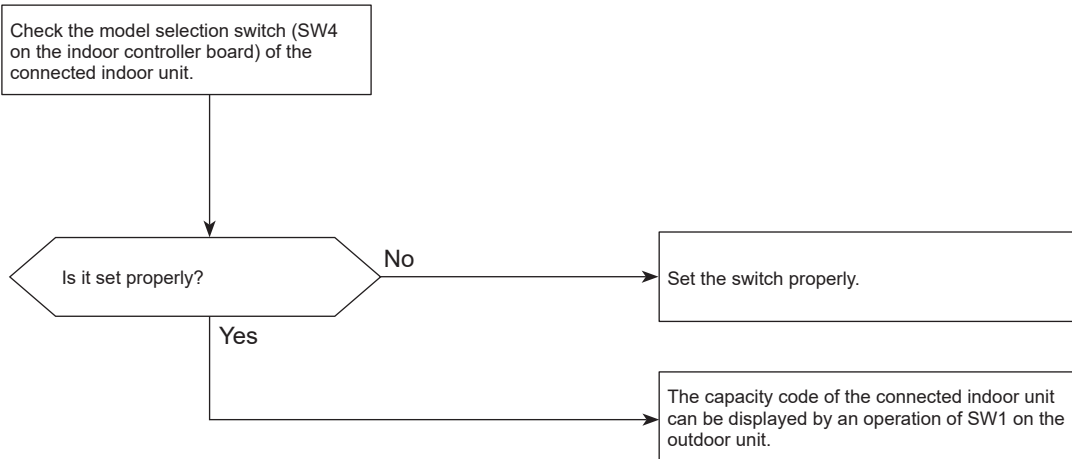 Check the model selection switch (SW4
on the indoor controller board) of the
connected indoor unit.
Is it set properly?
No
Set the switch properly.
Yes
The capacity code of the connected indoor unit
can be displayed by an operation of SW1 on the
outdoor unit.